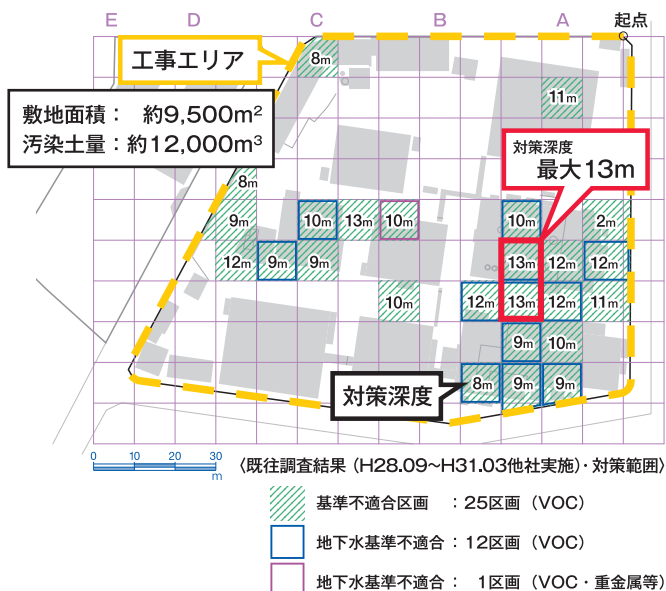 E D C B A 起点
工事エリア
8m
敷地面積： 約9,500m²
汚染土量：約12,000m³
11m
対策深度
最大13m
8m
9m 10m 13m 10m 10m 2m
12m 9m 9m 13m 12m 12m
10m 12m 13m 12m 11m
9m 10m
対策深度
8m 9m 9m
0 10 20 30
m
〈既往調査結果（H28.09〜H31.03他社実施）・対策範囲〉
基準不適合区画 ：25区画（VOC）
地下水基準不適合：12区画（VOC）
地下水基準不適合： 1区画（VOC・重金属等）